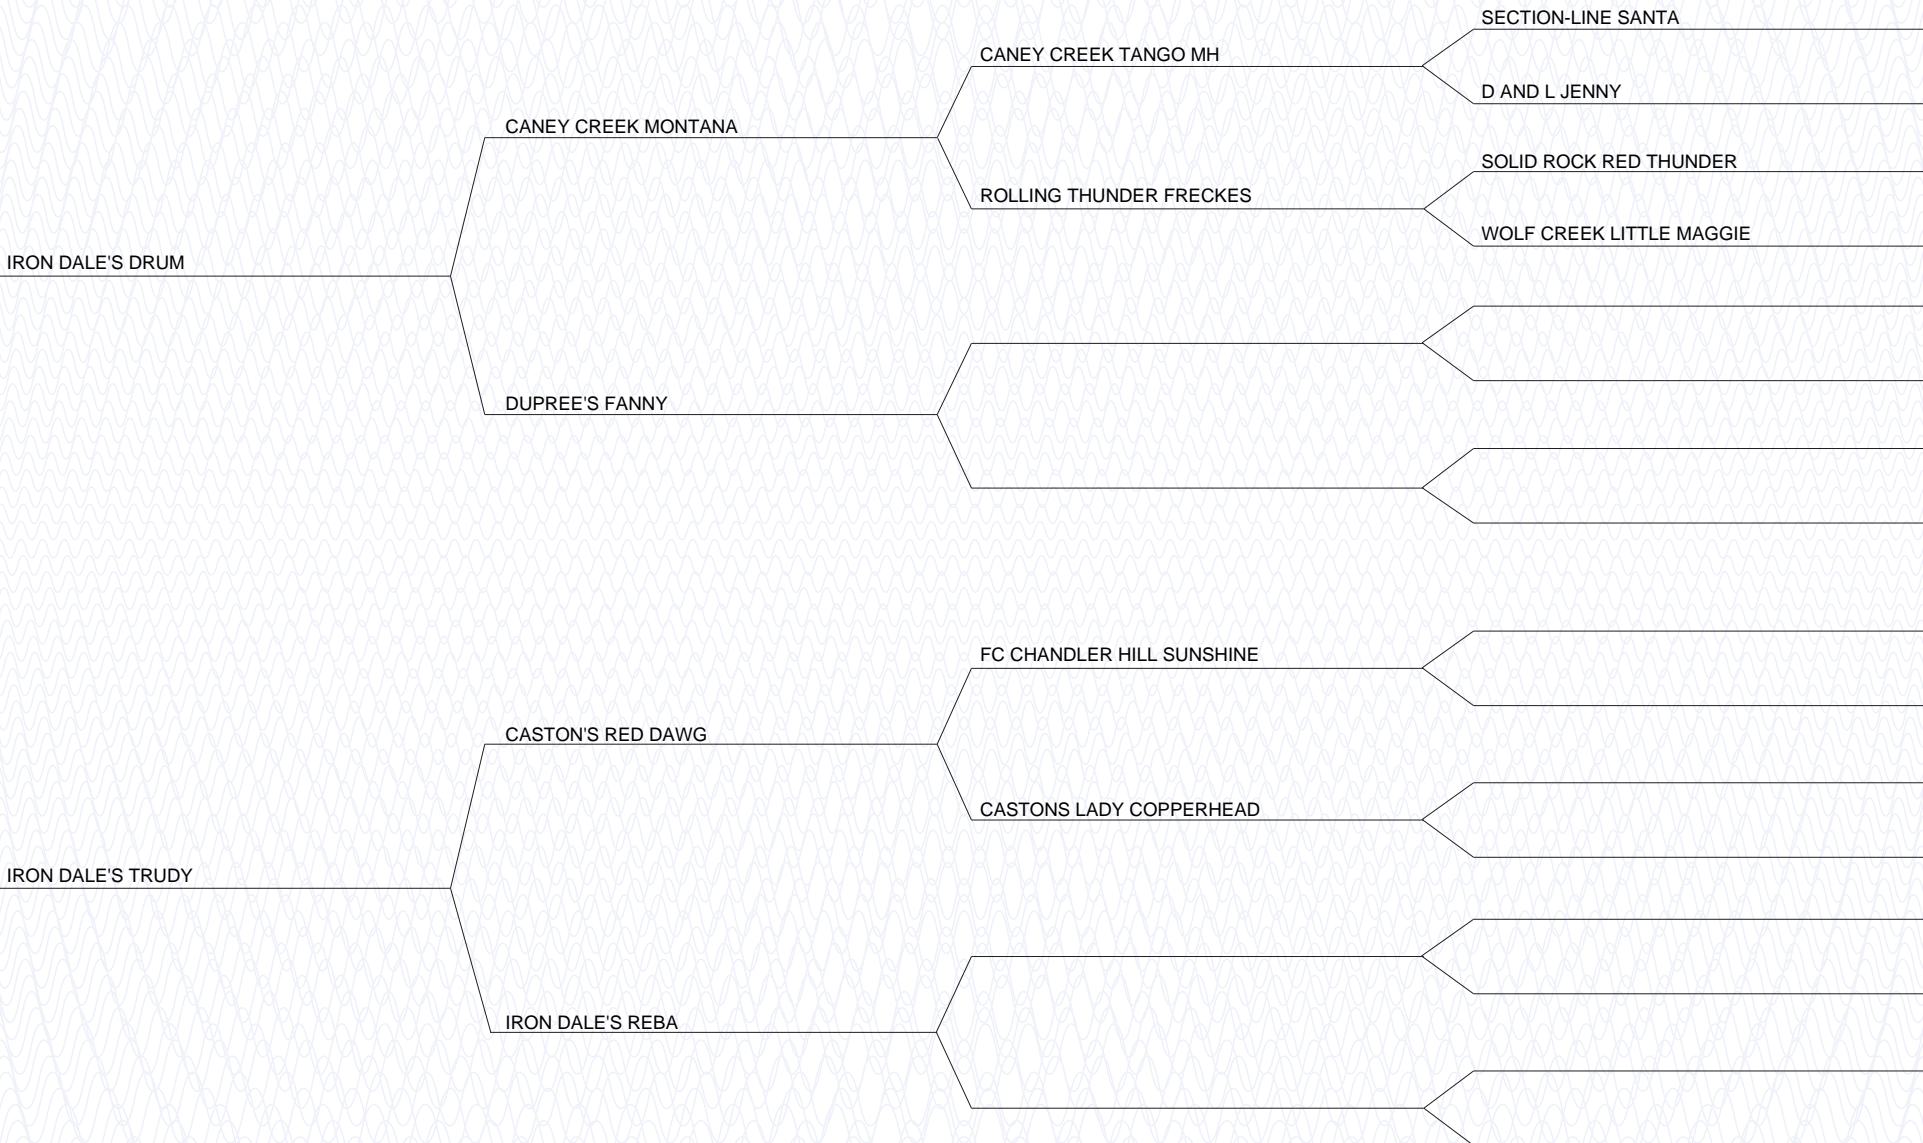 SECTION-LINE SANTA
CANEY CREEK TANGO MH
D AND L JENNY
CANEY CREEK MONTANA
SOLID ROCK RED THUNDER
ROLLING THUNDER FRECKES
WOLF CREEK LITTLE MAGGIE
IRON DALE'S DRUM
DUPREE'S FANNY
FC CHANDLER HILL SUNSHINE
CASTON'S RED DAWG
CASTONS LADY COPPERHEAD
IRON DALE'S TRUDY
IRON DALE'S REBA